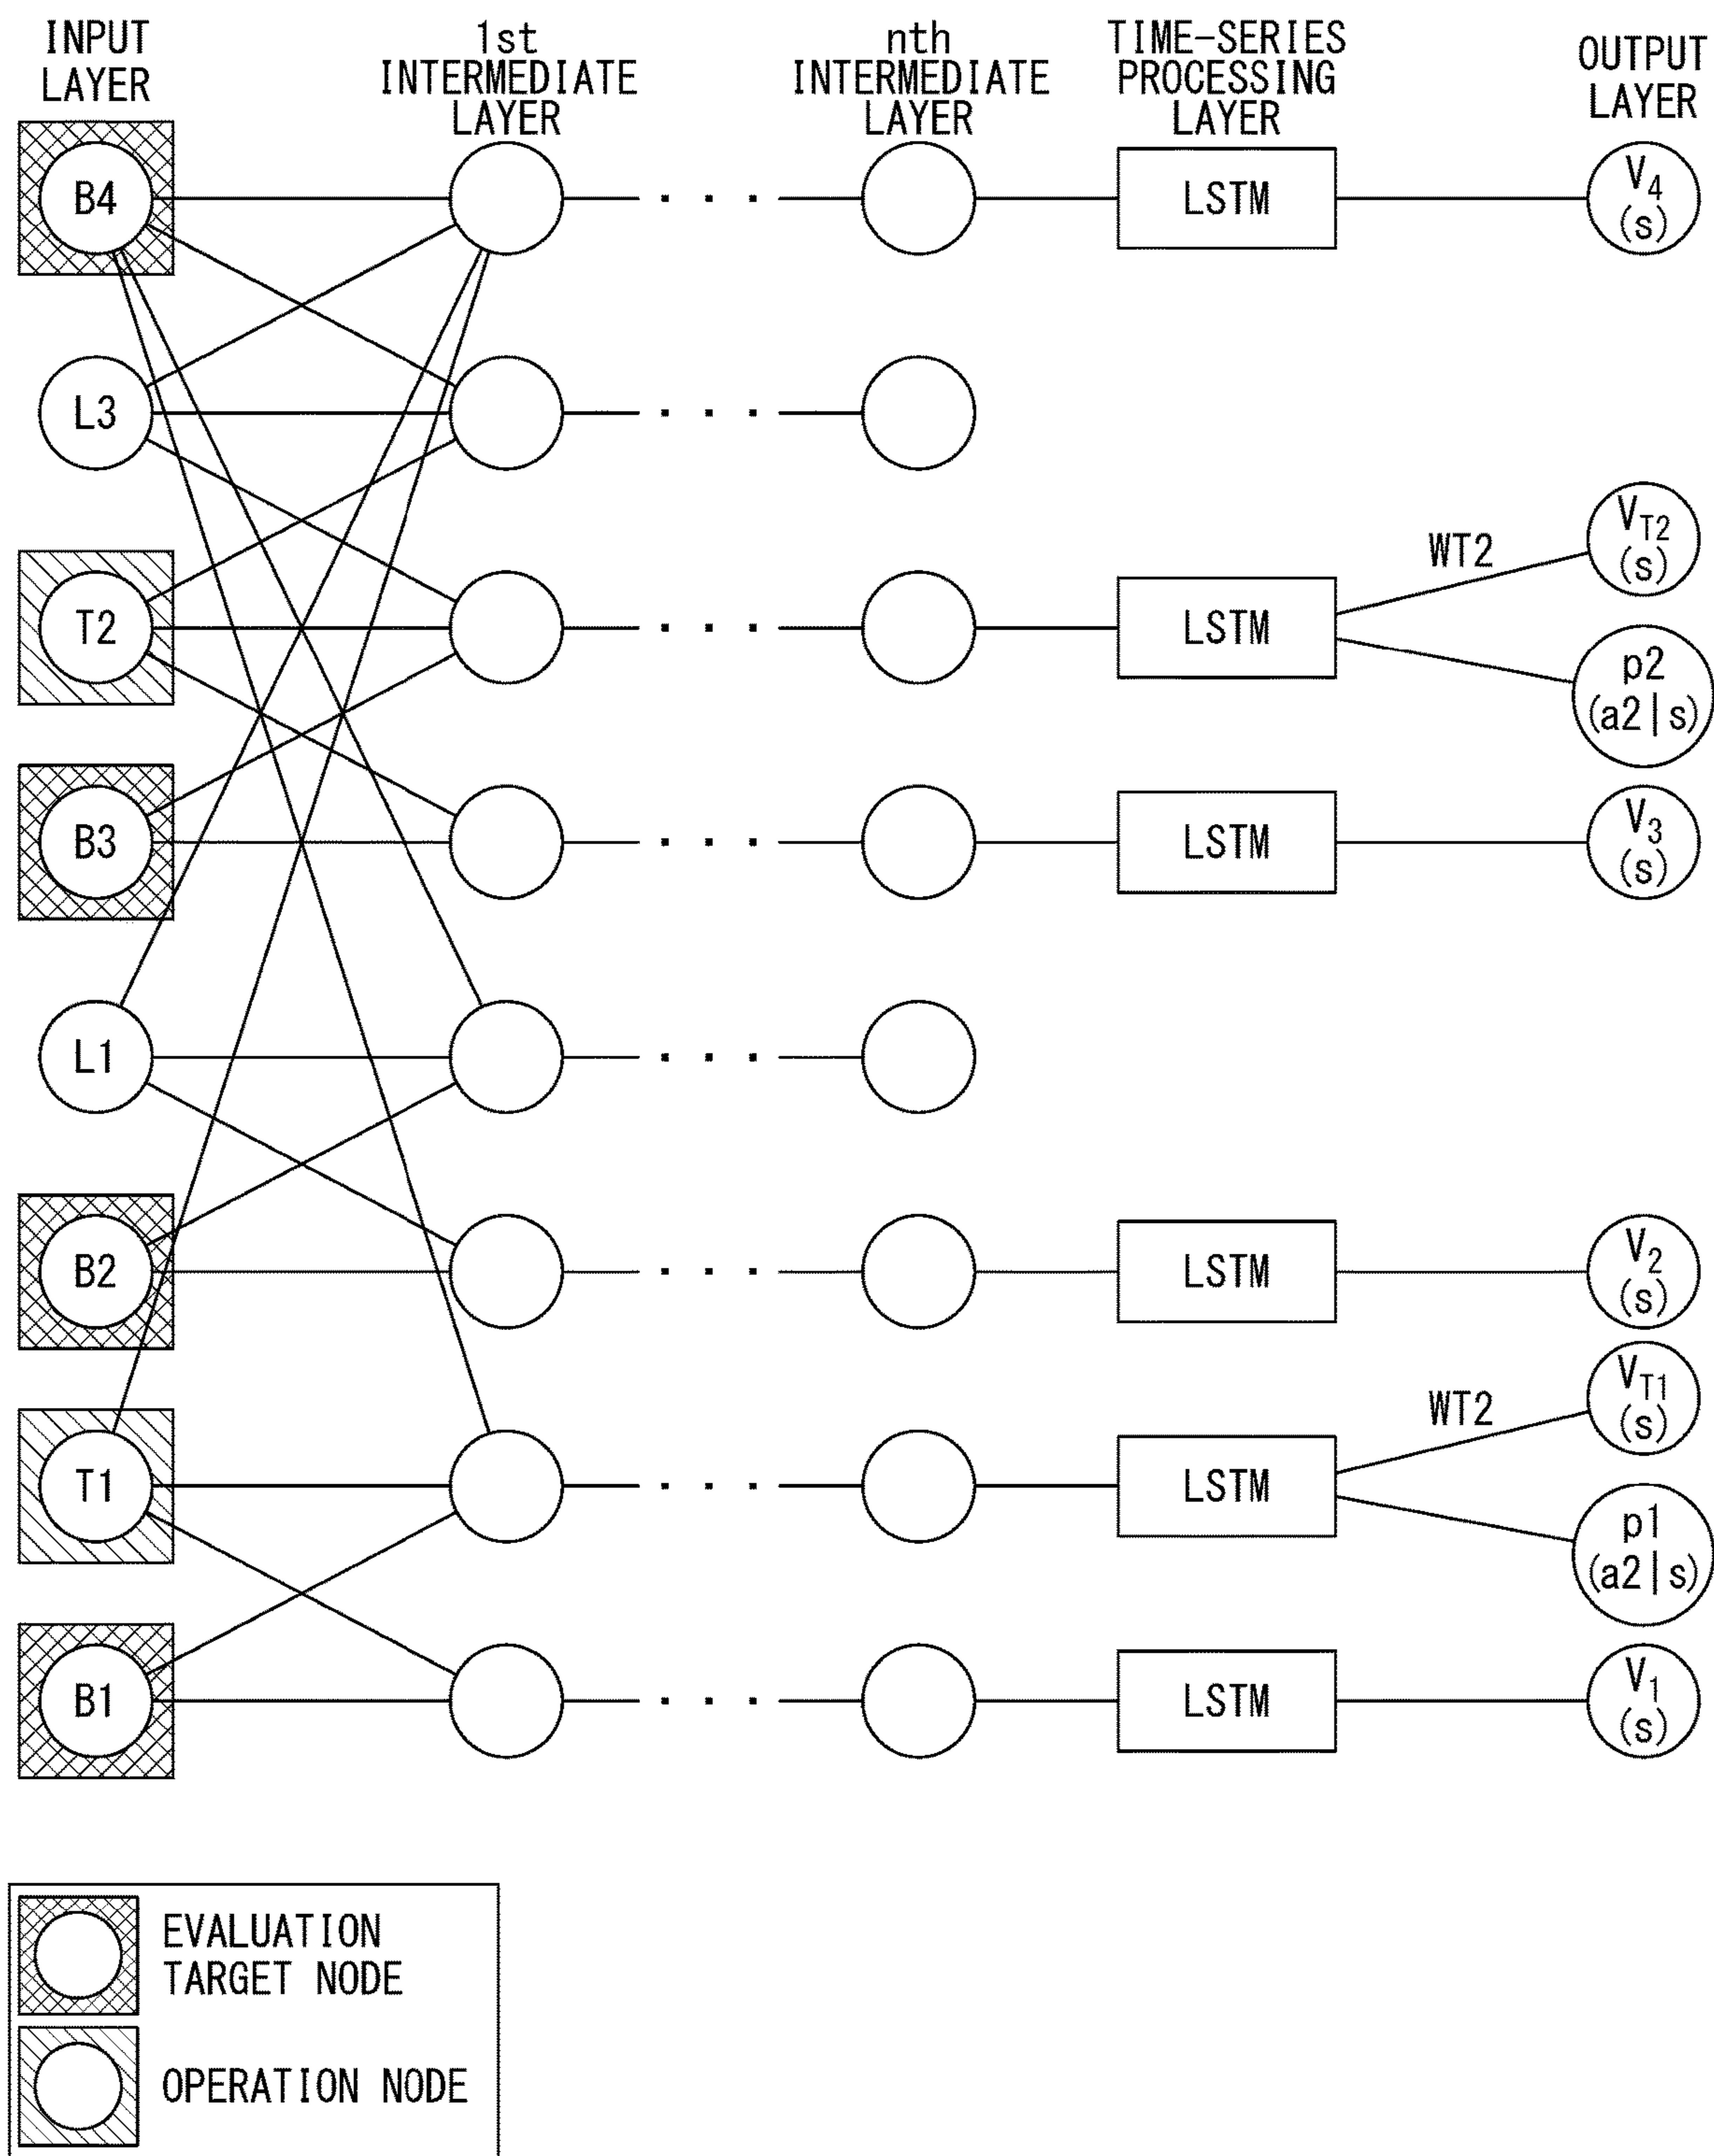 INPUT
LAYER
1st
INTERMEDIATE
LAYER
nth
INTERMEDIATE
LAYER
TIME-SERIES
PROCESSING
LAYER
OUTPUT
LAYER
B4
LSTM
V4
(s)
L3
T2
LSTM
WT2
VT2
(s)
p2
(a2|s)
B3
LSTM
V3
(s)
L1
B2
LSTM
V2
(s)
T1
LSTM
WT2
VT1
(s)
p1
(a2|s)
B1
LSTM
V1
(s)
EVALUATION
TARGET NODE
OPERATION NODE